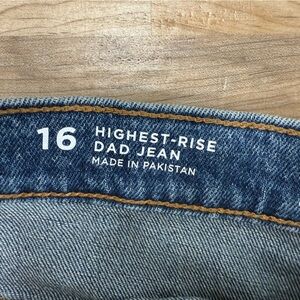 16 HIGHEST-RISE
DAD JEAN
MADE IN PAKISTAN